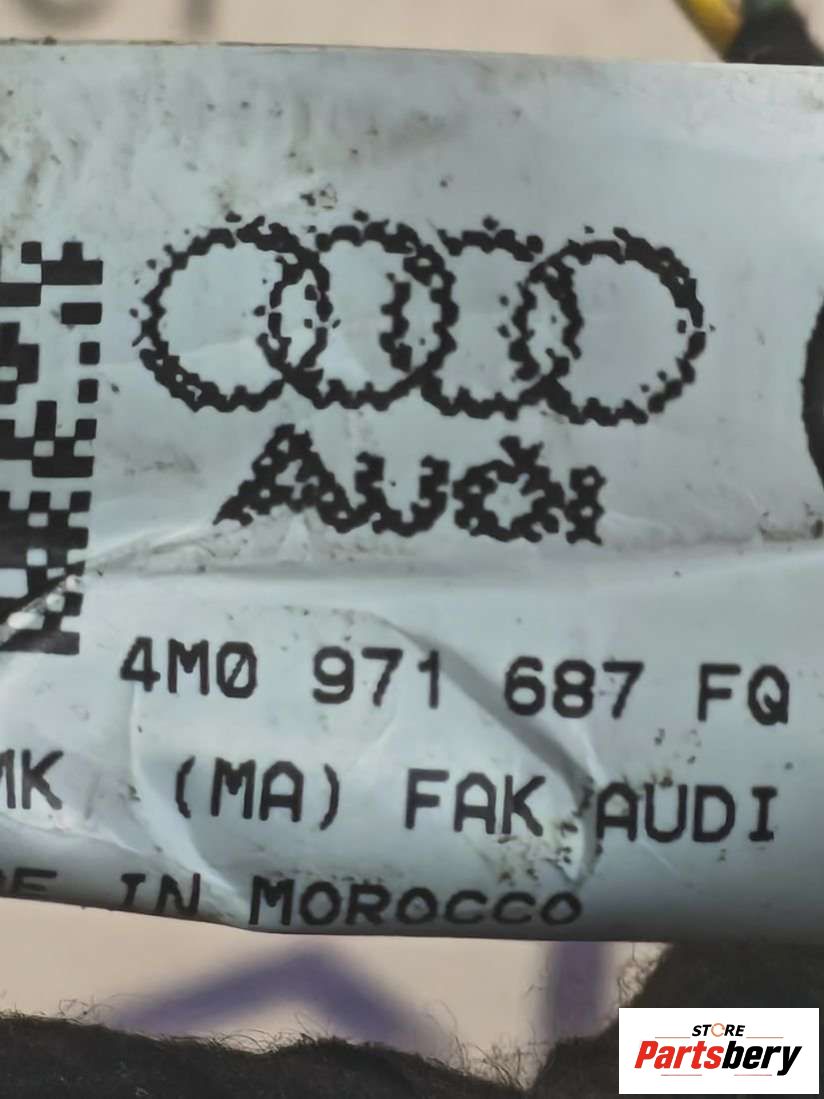 Audi
4M0 971 687 FQ
MK (MA) FAK AUDI
IN MOROCCO
STORE
Partsbery